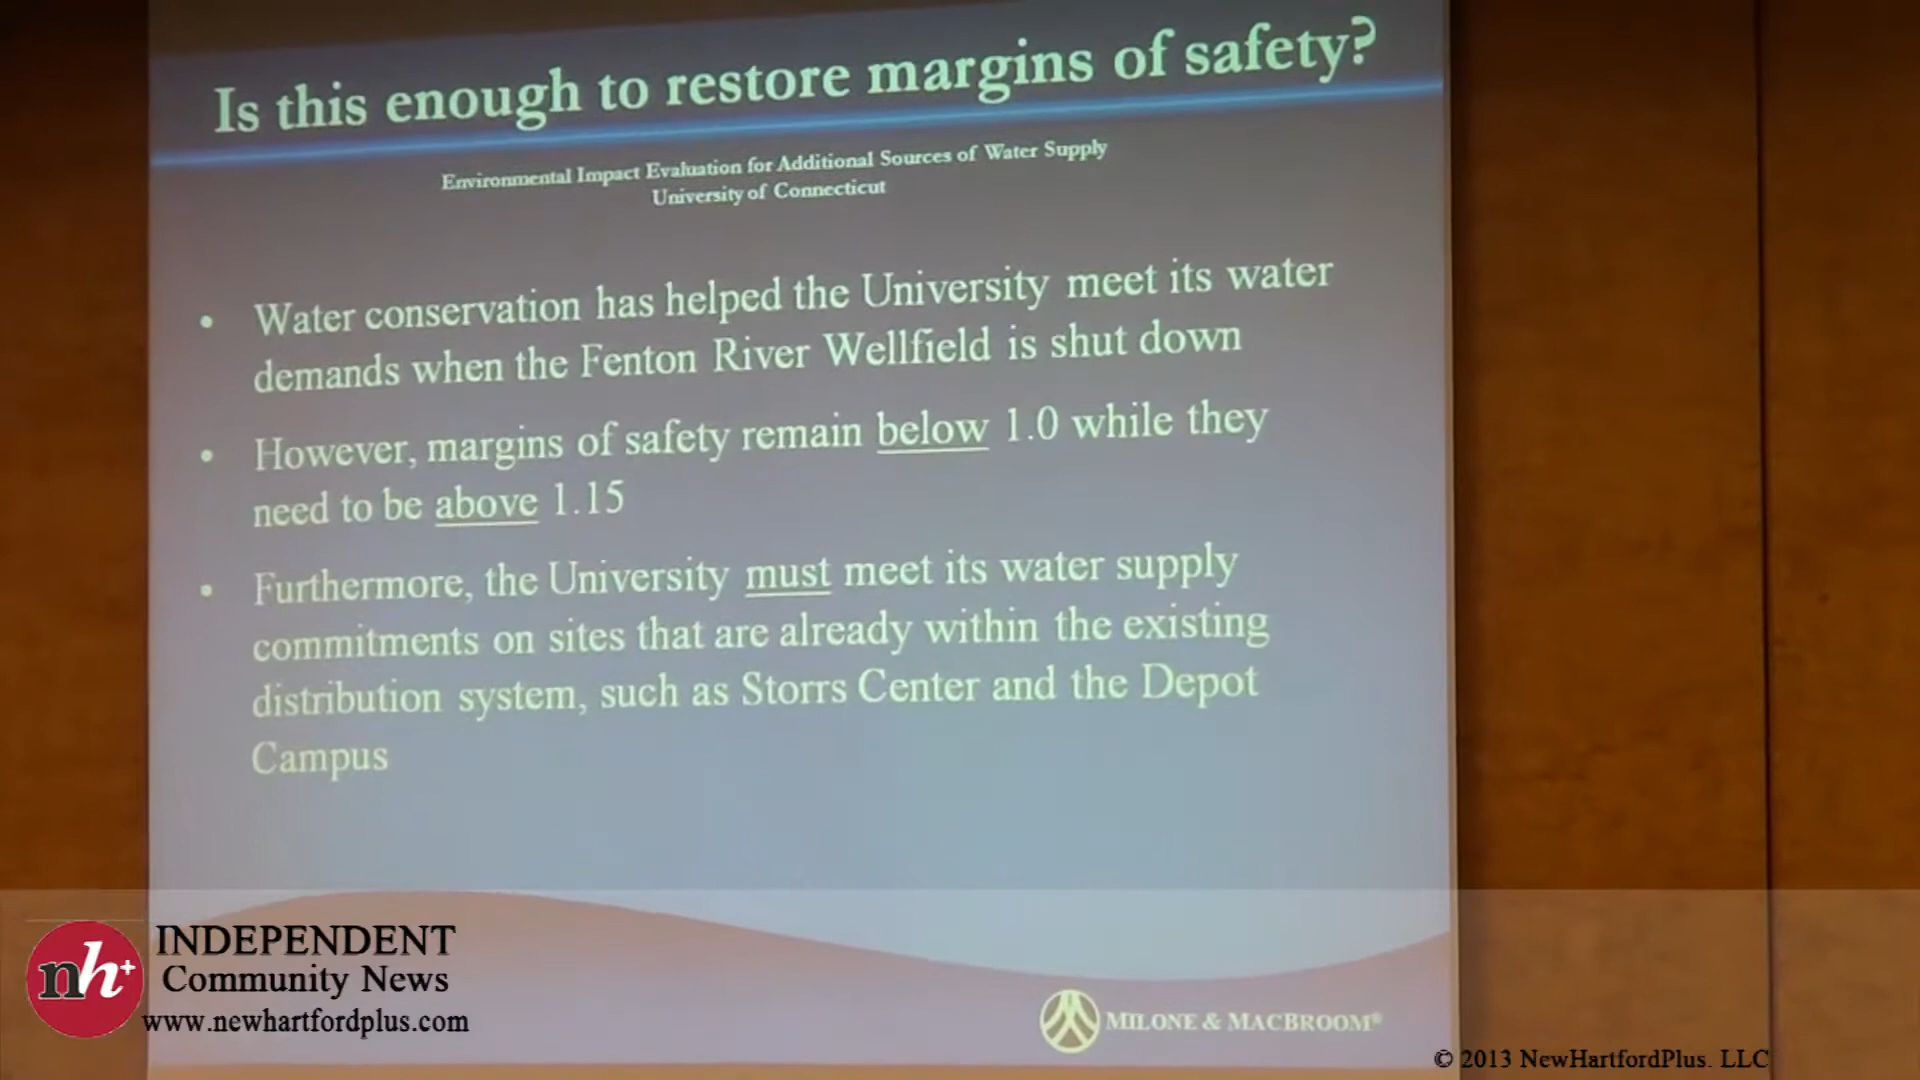 Is this enough to restore margins of safety?
Environmental Impact Evaluation for Additional Sources of Water Supply
University of Connecticut
• Water conservation has helped the University meet its water
demands when the Fenton River Wellfield is shut down
• However, margins of safety remain below 1.0 while they
need to be above 1.15
• Furthermore, the University must meet its water supply
commitments on sites that are already within the existing
distribution system, such as Storrs Center and the Depot
Campus
nh+
INDEPENDENT
Community News
www.newhartfordplus.com
MILONE & MACBROOM®
© 2013 NewHartfordPlus. LLC